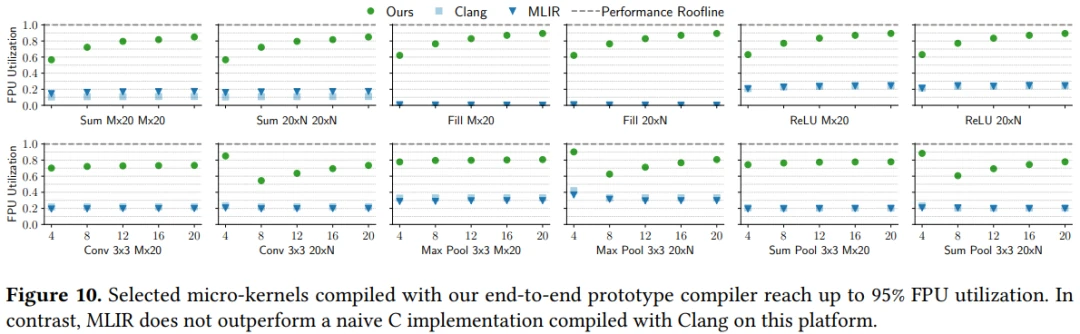 Ours Clang MLIR Performance Roofline
FPU Utilization
1.0
0.8
0.6
0.4
0.2
0.0
Sum Mx20 Mx20
Sum 20xN 20xN
Fill Mx20
Fill 20xN
ReLU Mx20
ReLU 20xN
FPU Utilization
1.0
0.8
0.6
0.4
0.2
0.0
4 8 12 16 20
Conv 3x3 Mx20
4 8 12 16 20
Conv 3x3 20xN
4 8 12 16 20
Max Pool 3x3 Mx20
4 8 12 16 20
Max Pool 3x3 20xN
4 8 12 16 20
Sum Pool 3x3 Mx20
4 8 12 16 20
Sum Pool 3x3 20xN
Figure 10. Selected micro-kernels compiled with our end-to-end prototype compiler reach up to 95% FPU utilization. In
contrast, MLIR does not outperform a naive C implementation compiled with Clang on this platform.